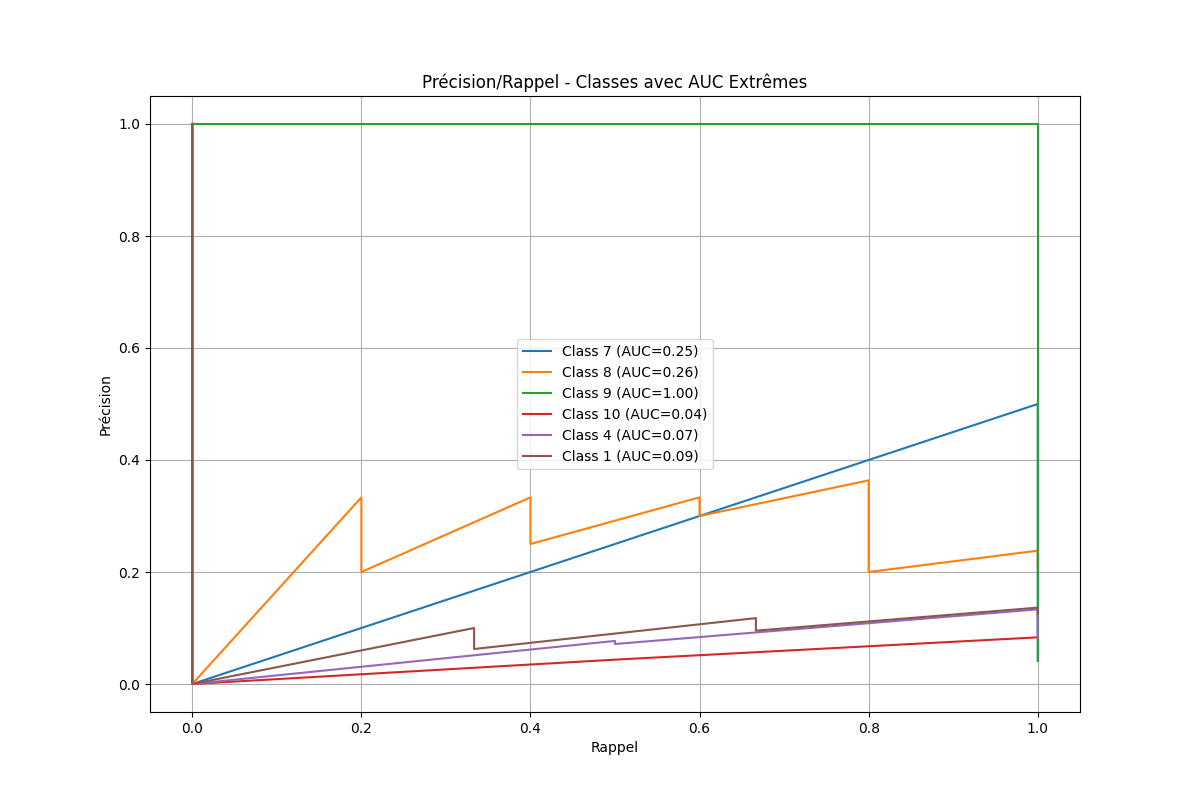 Précision/Rappel - Classes avec AUC Extrêmes
Précision
1.0
0.8
0.6
0.4
0.2
0.0
Class 7 (AUC=0.25)
Class 8 (AUC=0.26)
Class 9 (AUC=1.00)
Class 10 (AUC=0.04)
Class 4 (AUC=0.07)
Class 1 (AUC=0.09)
0.0 0.2 0.4 0.6 0.8 1.0
Rappel